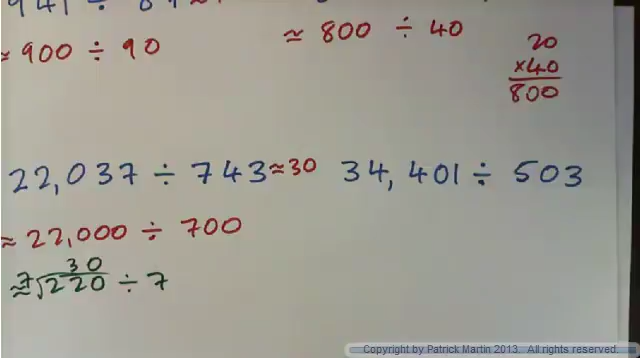 941 ÷
≈ 900 ÷ 90
≈ 800 ÷ 40
20
×40
800
22,037 ÷ 743 ≈ 30
34,401 ÷ 503
≈ 22,000 ÷ 700
30
≈ 7√220 ÷ 7
Copyright by Patrick Martin 2013. All rights reserved.